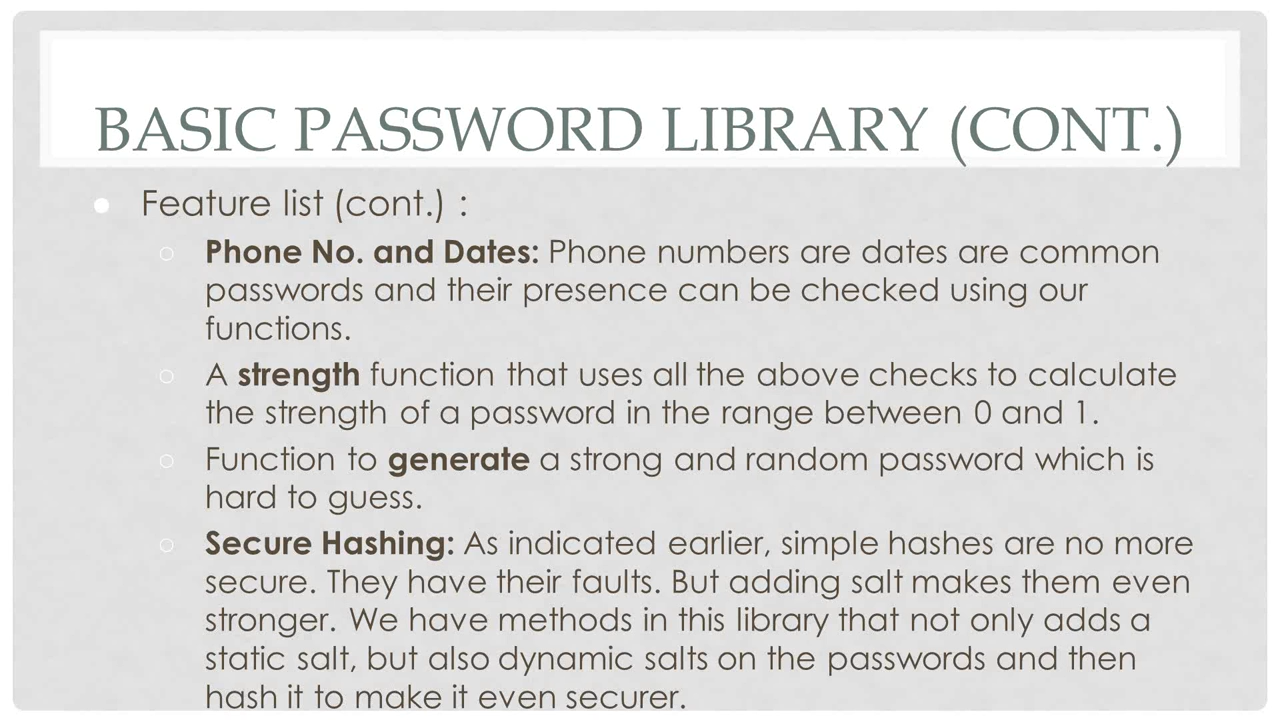 BASIC PASSWORD LIBRARY (CONT.)
Feature list (cont.) :
Phone No. and Dates: Phone numbers are dates are common
passwords and their presence can be checked using our
functions.
A strength function that uses all the above checks to calculate
the strength of a password in the range between 0 and 1.
Function to generate a strong and random password which is
hard to guess.
Secure Hashing: As indicated earlier, simple hashes are no more
secure. They have their faults. But adding salt makes them even
stronger. We have methods in this library that not only adds a
static salt, but also dynamic salts on the passwords and then
hash it to make it even securer.